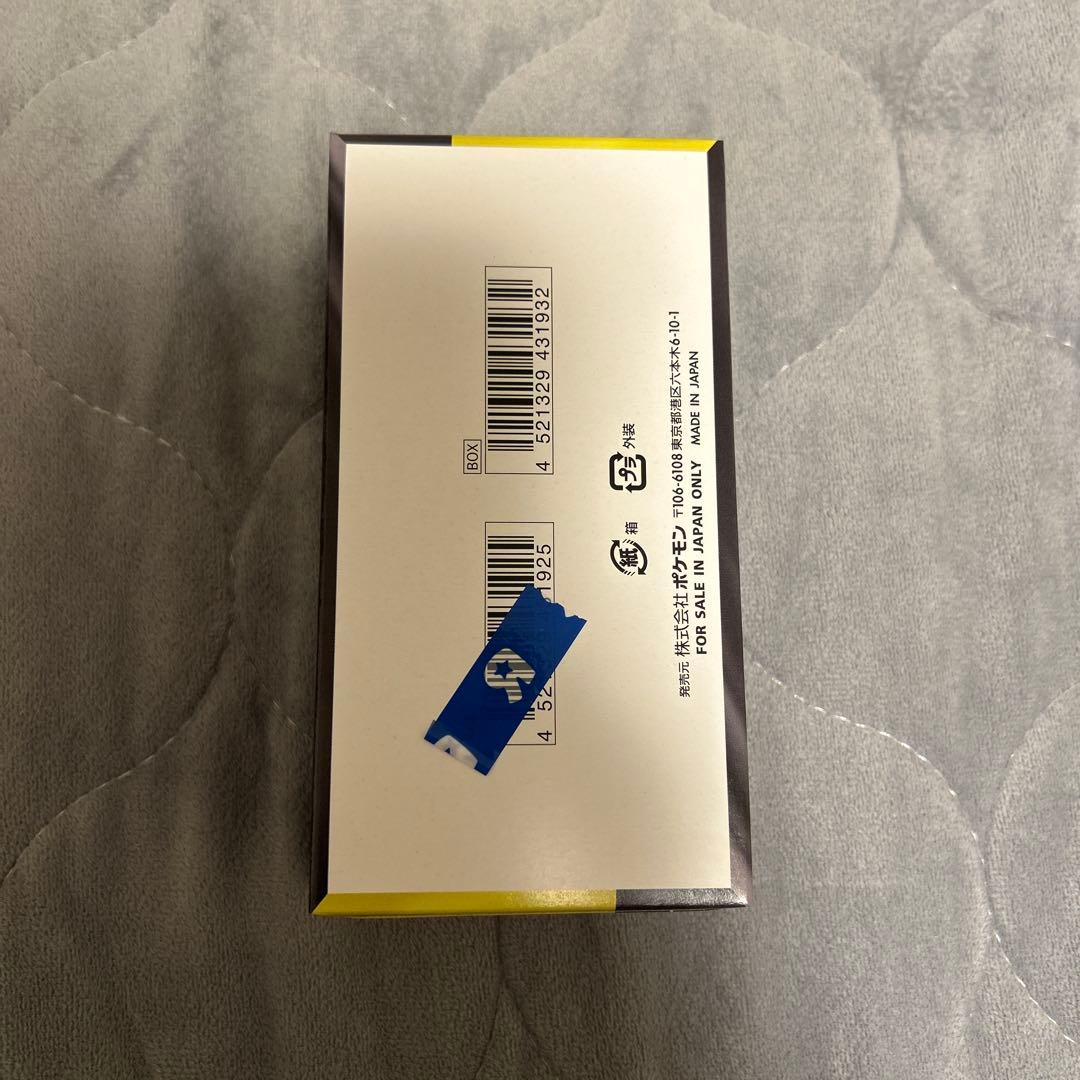 BOX
4 521329 431932
4 52 1925
紙 箱
プラ 外装
発売元 株式会社ポケモン 〒106-6108 東京都港区六本木6-10-1
FOR SALE IN JAPAN ONLY MADE IN JAPAN